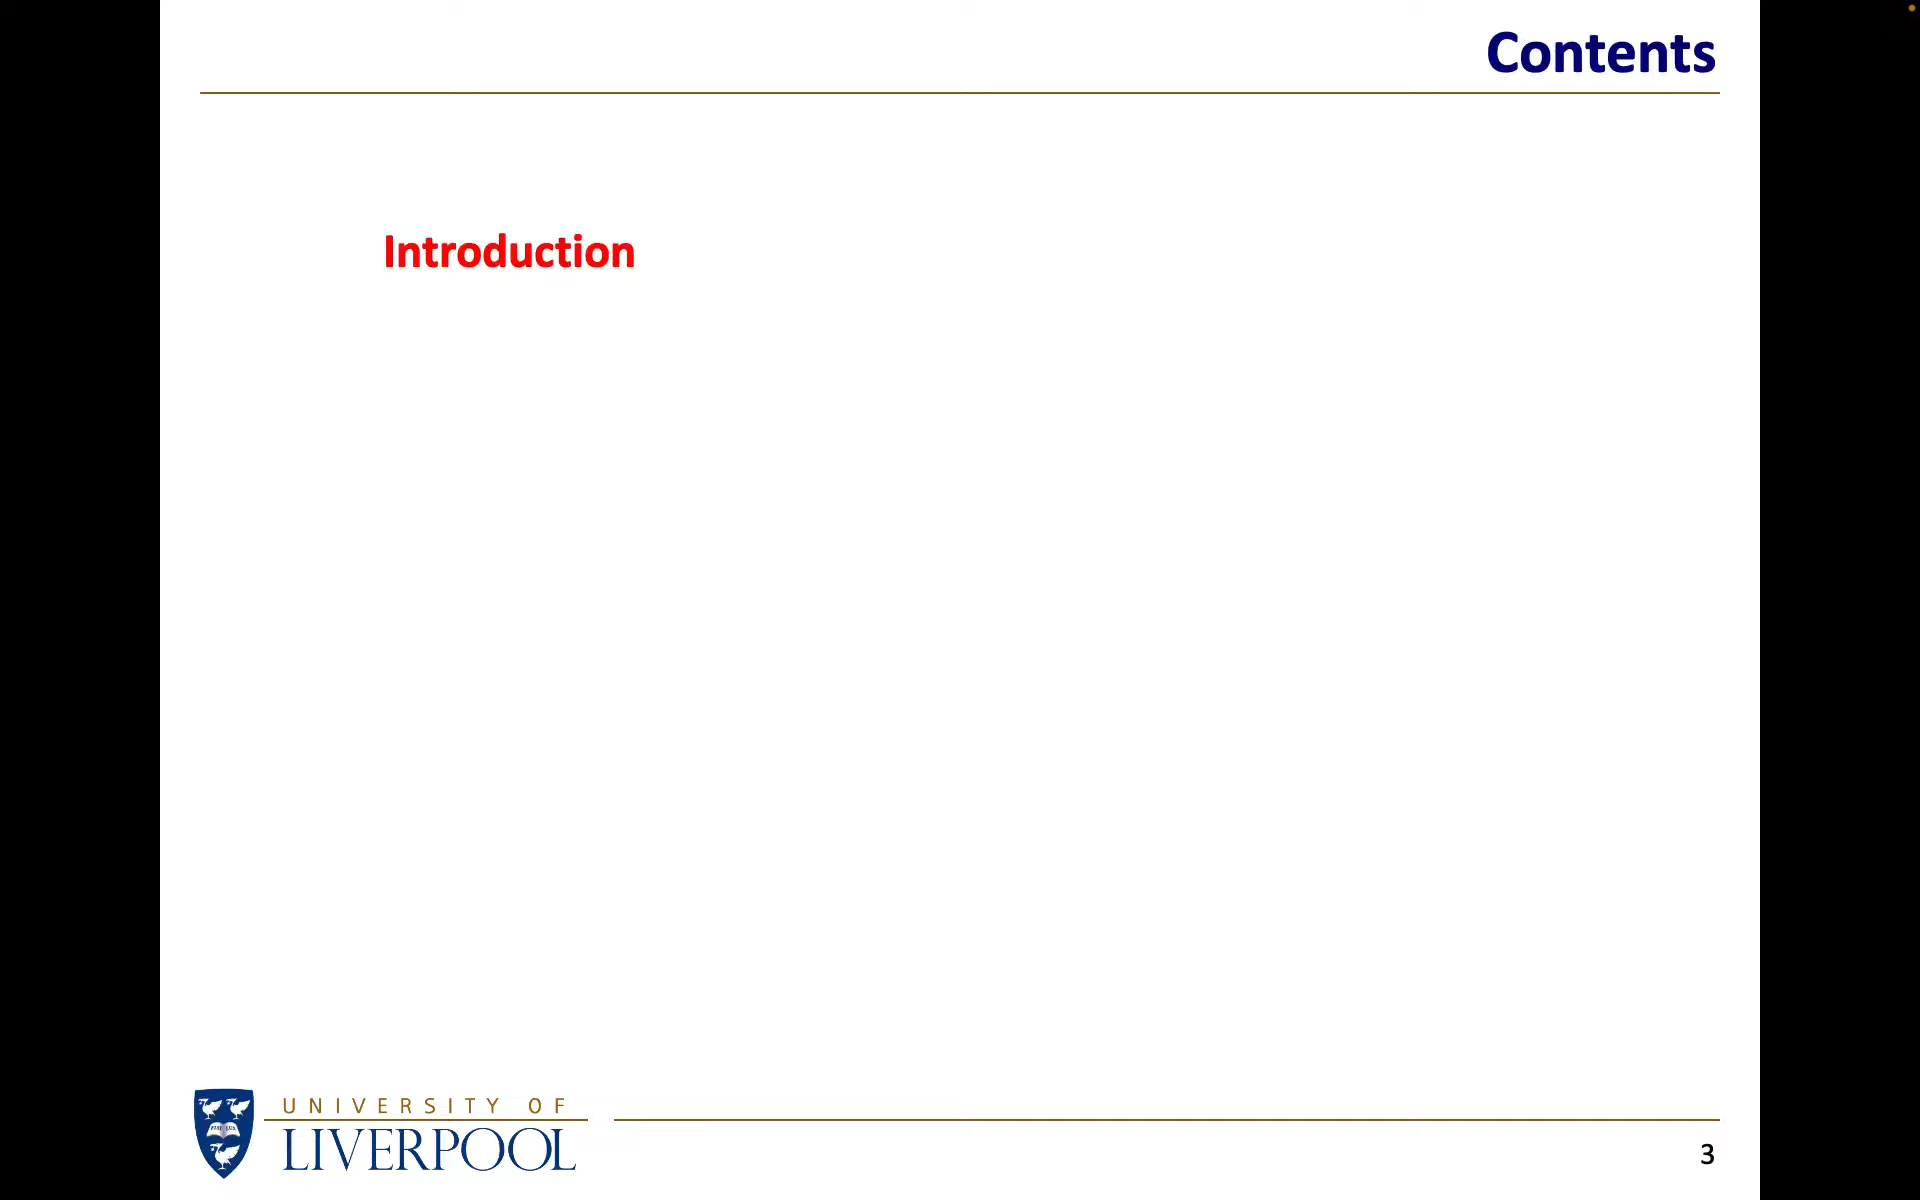 Contents
Introduction
UNIVERSITY OF
LIVERPOOL
3